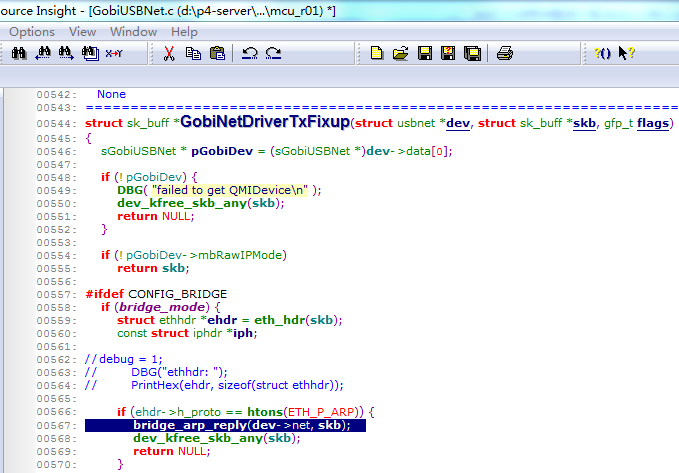 ource Insight - [GobiUSBNet.c (d:\p4-server\...\mcu_r01) *]
Options View Window Help
00542: None
00543: ==================================================================
00544: struct sk_buff *GobiNetDriverTxFixup(struct usbnet *dev, struct sk_buff *skb, gfp_t flags)
00545: {
00546: sGobiUSBNet * pGobiDev = (sGobiUSBNet *)dev->data[0];
00547:
00548: if (! pGobiDev) {
00549: DBG( "failed to get QMIDevice\n" );
00550: dev_kfree_skb_any(skb);
00551: return NULL;
00552: }
00553:
00554: if (! pGobiDev->mbRawIPMode)
00555: return skb;
00556:
00557: #ifdef CONFIG_BRIDGE
00558: if (bridge_mode) {
00559: struct ethhdr *ehdr = eth_hdr(skb);
00560: const struct iphdr *iph;
00561:
00562: //debug = 1;
00563: // DBG("ethhdr: ");
00564: // PrintHex(ehdr, sizeof(struct ethhdr));
00565:
00566: if (ehdr->h_proto == htons(ETH_P_ARP)) {
00567: bridge_arp_reply(dev->net, skb);
00568: dev_kfree_skb_any(skb);
00569: return NULL;
00570: }